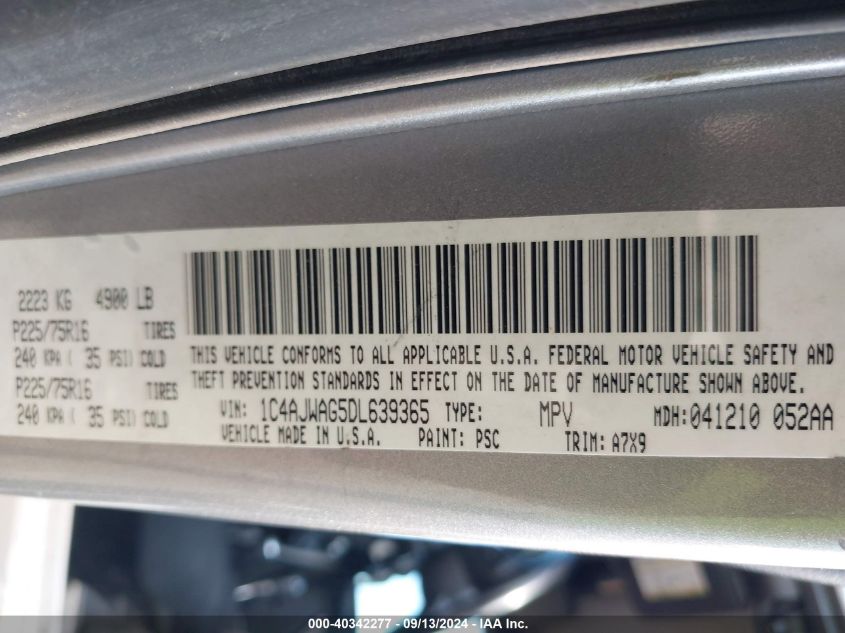 2223 KG 4900 LB
P225/75R16 TIRES
240 KPA ( 35 PSI) COLD
P225/75R16 TIRES
240 KPA ( 35 PSI) COLD
THIS VEHICLE CONFORMS TO ALL APPLICABLE U.S.A. FEDERAL MOTOR VEHICLE SAFETY AND
THEFT PREVENTION STANDARDS IN EFFECT ON THE DATE OF MANUFACTURE SHOWN ABOVE.
VIN: 1C4AJWAG5DL639365 TYPE: MPV MDH:041210 052AA
VEHICLE MADE IN U.S.A. PAINT: PSC TRIM: A7X9
000-40342277 - 09/13/2024 - IAA Inc.